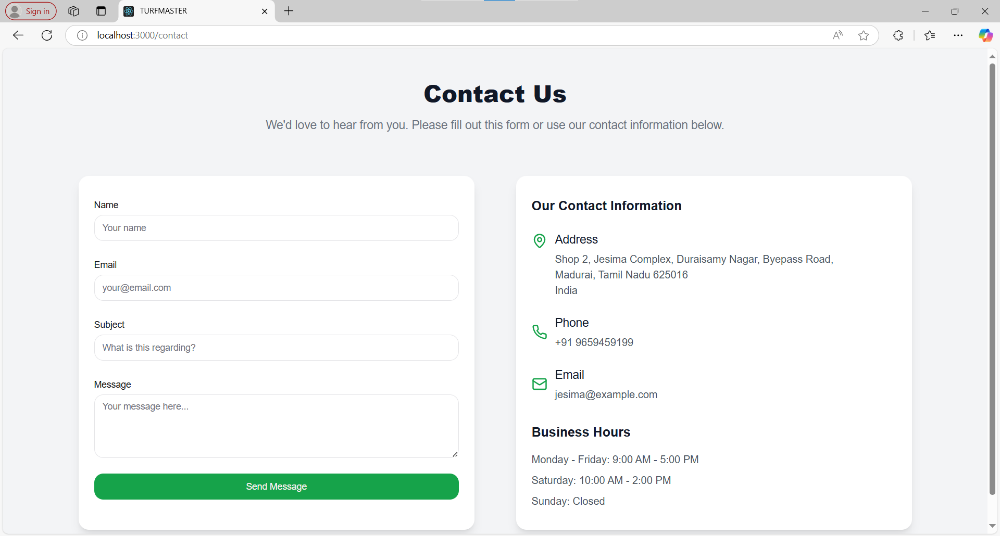 Sign in
TURFMASTER
localhost:3000/contact
Contact Us
We'd love to hear from you. Please fill out this form or use our contact information below.
Name
Your name
Email
your@email.com
Subject
What is this regarding?
Message
Your message here...
Send Message
Our Contact Information
Address
Shop 2, Jesima Complex, Duraisamy Nagar, Byepass Road,
Madurai, Tamil Nadu 625016
India
Phone
+91 9659459199
Email
jesima@example.com
Business Hours
Monday - Friday: 9:00 AM - 5:00 PM
Saturday: 10:00 AM - 2:00 PM
Sunday: Closed